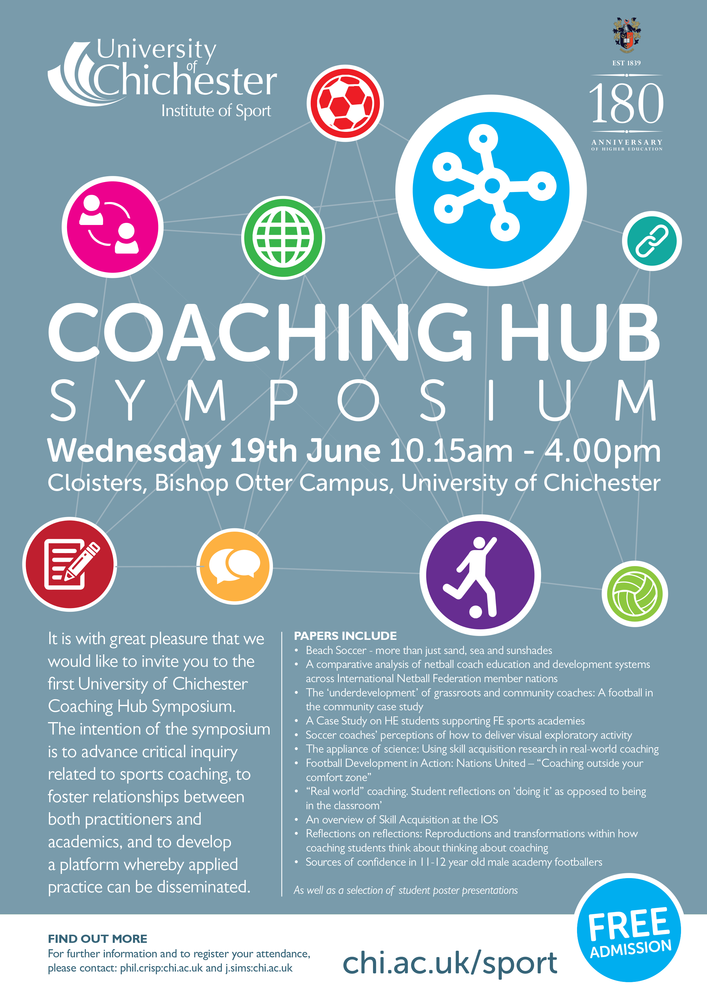 University
of
Chichester
Institute of Sport
EST 1839
180
ANNIVERSARY
OF HIGHER EDUCATION
COACHING HUB
SYMPOSIUM
Wednesday 19th June 10.15am - 4.00pm
Cloisters, Bishop Otter Campus, University of Chichester
It is with great pleasure that we
would like to invite you to the
first University of Chichester
Coaching Hub Symposium.
The intention of the symposium
is to advance critical inquiry
related to sports coaching, to
foster relationships between
both practitioners and
academics, and to develop
a platform whereby applied
practice can be disseminated.
PAPERS INCLUDE
• Beach Soccer - more than just sand, sea and sunshades
• A comparative analysis of netball coach education and development systems
across International Netball Federation member nations
• The ‘underdevelopment’ of grassroots and community coaches: A football in
the community case study
• A Case Study on HE students supporting FE sports academies
• Soccer coaches’ perceptions of how to deliver visual exploratory activity
• The appliance of science: Using skill acquisition research in real-world coaching
• Football Development in Action: Nations United – “Coaching outside your
comfort zone”
• “Real world” coaching. Student reflections on ‘doing it’ as opposed to being
in the classroom’
• An overview of Skill Acquisition at the IOS
• Reflections on reflections: Reproductions and transformations within how
coaching students think about thinking about coaching
• Sources of confidence in 11-12 year old male academy footballers
As well as a selection of student poster presentations
FREE
ADMISSION
FIND OUT MORE
For further information and to register your attendance,
please contact: phil.crisp:chi.ac.uk and j.sims:chi.ac.uk
chi.ac.uk/sport